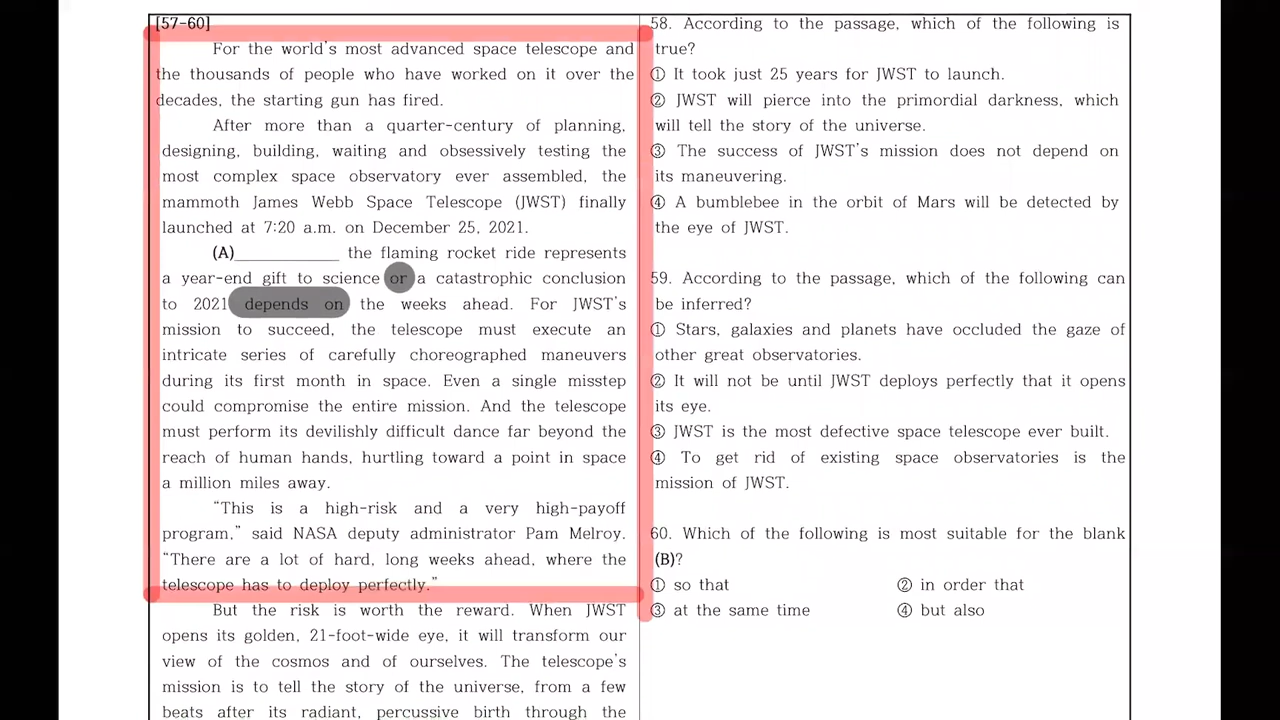 [57-60]
For the world's most advanced space telescope and
the thousands of people who have worked on it over the
decades, the starting gun has fired.
After more than a quarter-century of planning,
designing, building, waiting and obsessively testing the
most complex space observatory ever assembled, the
mammoth James Webb Space Telescope (JWST) finally
launched at 7:20 a.m. on December 25, 2021.
(A)____________ the flaming rocket ride represents
a year-end gift to science or a catastrophic conclusion
to 2021 depends on the weeks ahead. For JWST's
mission to succeed, the telescope must execute an
intricate series of carefully choreographed maneuvers
during its first month in space. Even a single misstep
could compromise the entire mission. And the telescope
must perform its devilishly difficult dance far beyond the
reach of human hands, hurtling toward a point in space
a million miles away.
"This is a high-risk and a very high-payoff
program," said NASA deputy administrator Pam Melroy.
"There are a lot of hard, long weeks ahead, where the
telescope has to deploy perfectly."
But the risk is worth the reward. When JWST
opens its golden, 21-foot-wide eye, it will transform our
view of the cosmos and of ourselves. The telescope's
mission is to tell the story of the universe, from a few
beats after its radiant, percussive birth through the
58. According to the passage, which of the following is
true?
① It took just 25 years for JWST to launch.
② JWST will pierce into the primordial darkness, which
will tell the story of the universe.
③ The success of JWST's mission does not depend on
its maneuvering.
④ A bumblebee in the orbit of Mars will be detected by
the eye of JWST.
59. According to the passage, which of the following can
be inferred?
① Stars, galaxies and planets have occluded the gaze of
other great observatories.
② It will not be until JWST deploys perfectly that it opens
its eye.
③ JWST is the most defective space telescope ever built.
④ To get rid of existing space observatories is the
mission of JWST.
60. Which of the following is most suitable for the blank
(B)?
① so that ② in order that
③ at the same time ④ but also